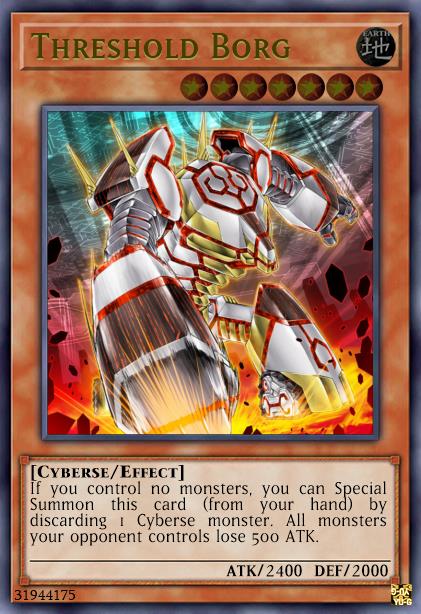 THRESHOLD BORG
EARTH
地
[CYBERSE/EFFECT]
If you control no monsters, you can Special
Summon this card (from your hand) by
discarding 1 Cyberse monster. All monsters
your opponent controls lose 500 ATK.
ATK/2400 DEF/2000
31944175